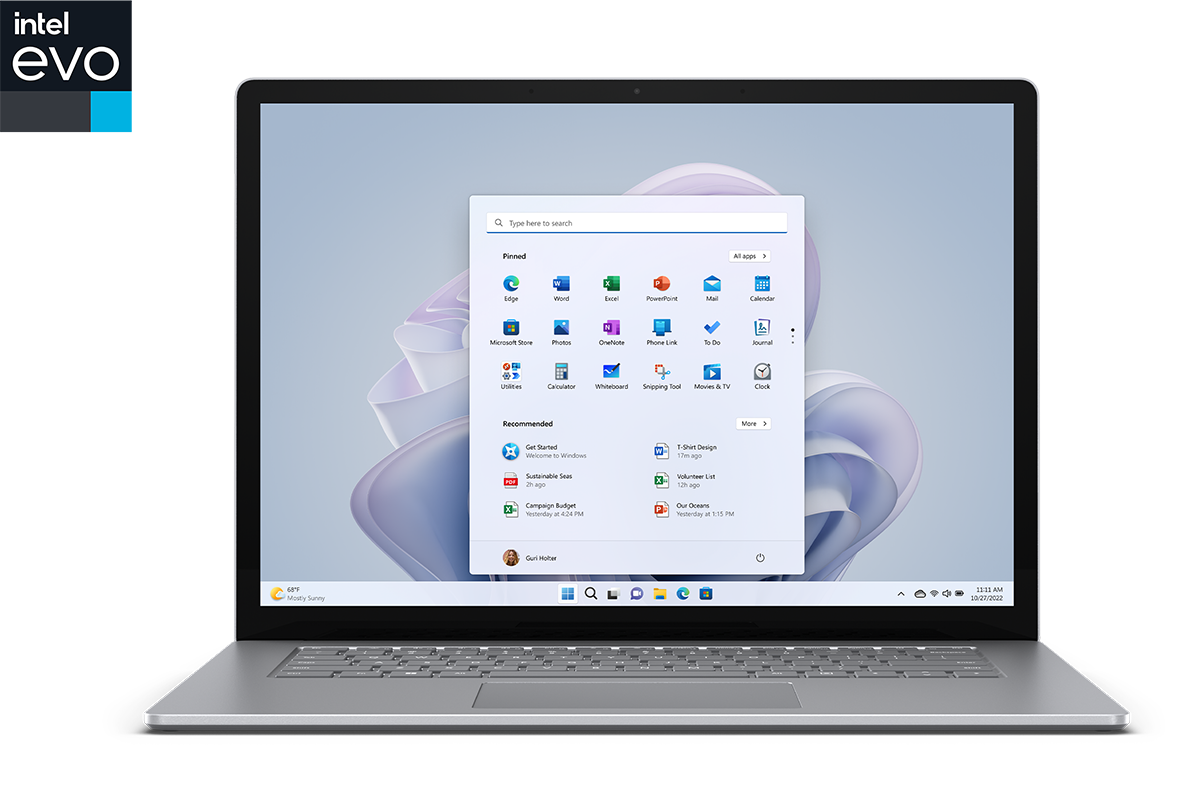 intel
evo
Type here to search
Pinned
All apps >
Edge Word Excel PowerPoint Mail Calendar
Microsoft Store Photos OneNote Phone Link To Do Journal
Utilities Calculator Whiteboard Snipping Tool Movies & TV Clock
Recommended
More >
Get Started
Welcome to Windows
T-Shirt Design
17m ago
PDF
Sustainable Seas
2h ago
Volunteer List
12h ago
Campaign Budget
Yesterday at 4:24 PM
Our Oceans
Yesterday at 1:15 PM
Guri Holter
68°F
Mostly Sunny
11:11 AM
10/27/2022